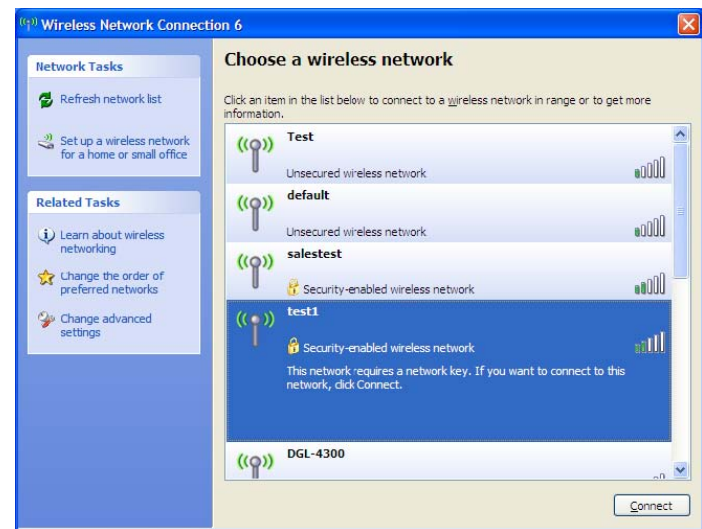 Wireless Network Connection 6
Network Tasks
Refresh network list
Set up a wireless network
for a home or small office
Related Tasks
Learn about wireless
networking
Change the order of
preferred networks
Change advanced
settings
Choose a wireless network
Click an item in the list below to connect to a wireless network in range or to get more
information.
Test
Unsecured wireless network
default
Unsecured wireless network
salestest
Security-enabled wireless network
test1
Security-enabled wireless network
This network requires a network key. If you want to connect to this
network, click Connect.
DGL-4300
Connect